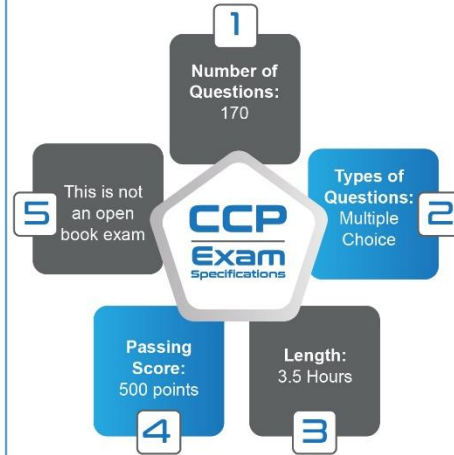 1
Number of
Questions:
170
Types of
Questions:
Multiple
Choice
2
Length:
3.5 Hours
3
Passing
Score:
500 points
4
This is not
an open
book exam
5
CCP
Exam
Specifications